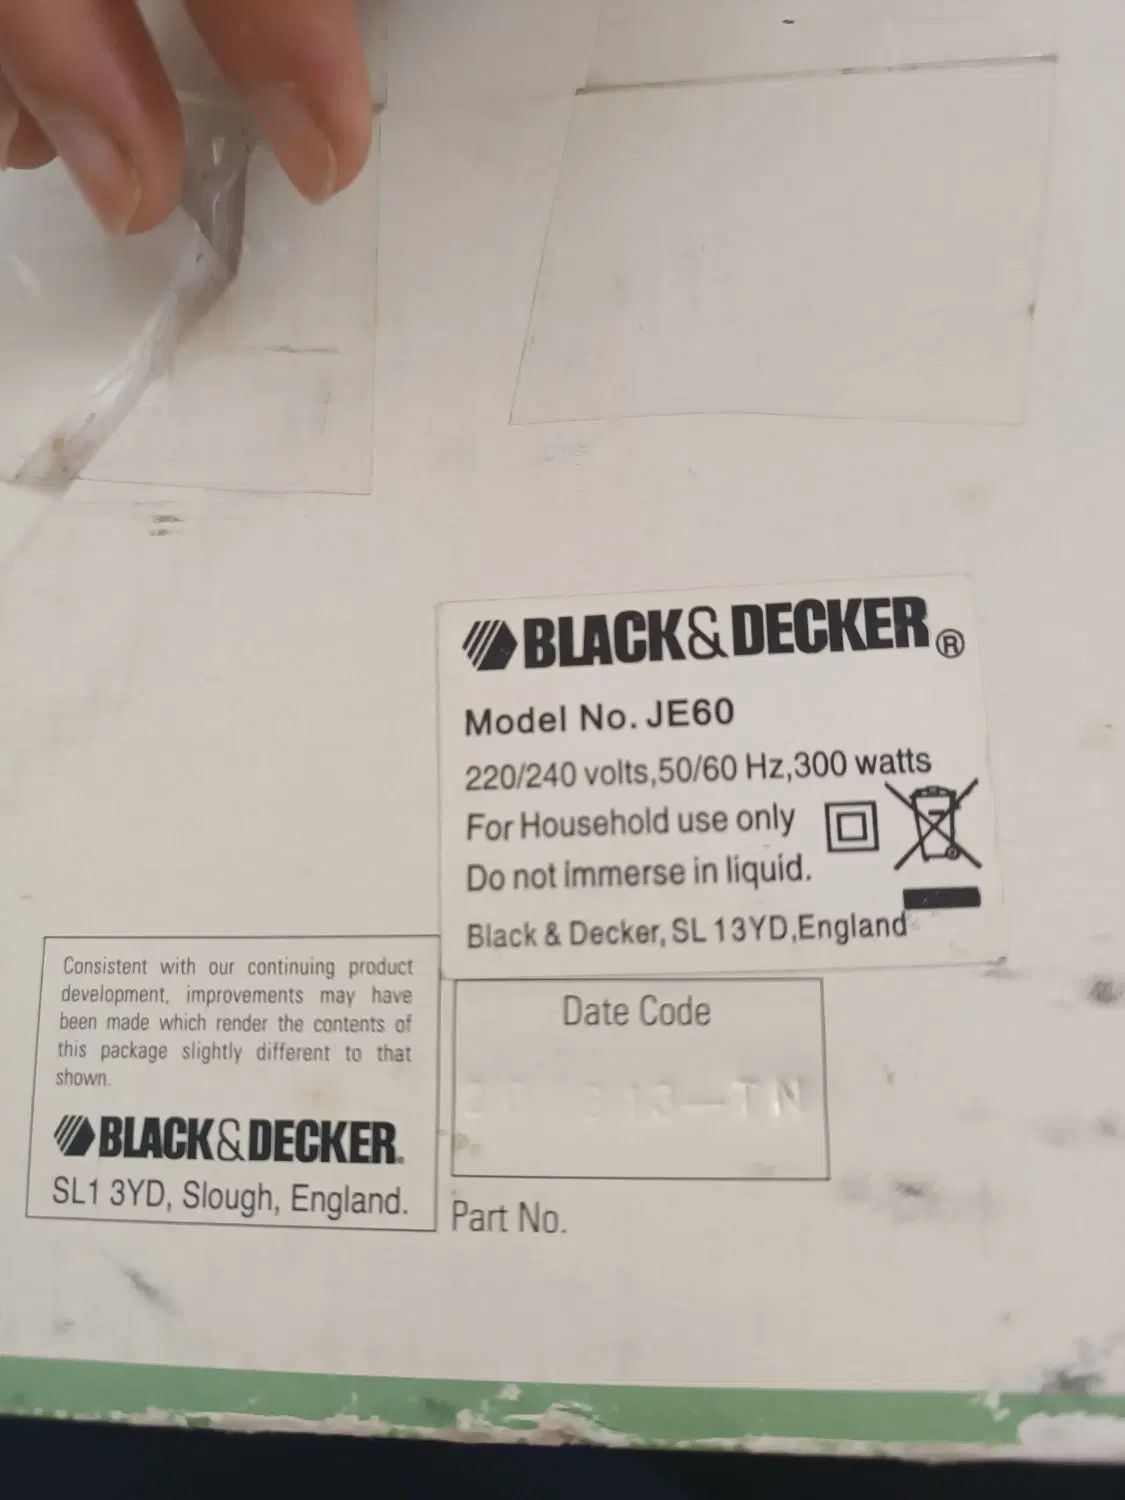 BLACK&DECKER®
Model No. JE60
220/240 volts,50/60 Hz,300 watts
For Household use only
Do not immerse in liquid.
Black & Decker, SL 13YD,England
Consistent with our continuing product
development, improvements may have
been made which render the contents of
this package slightly different to that
shown.
BLACK&DECKER.
SL1 3YD, Slough, England.
Date Code
Part No.